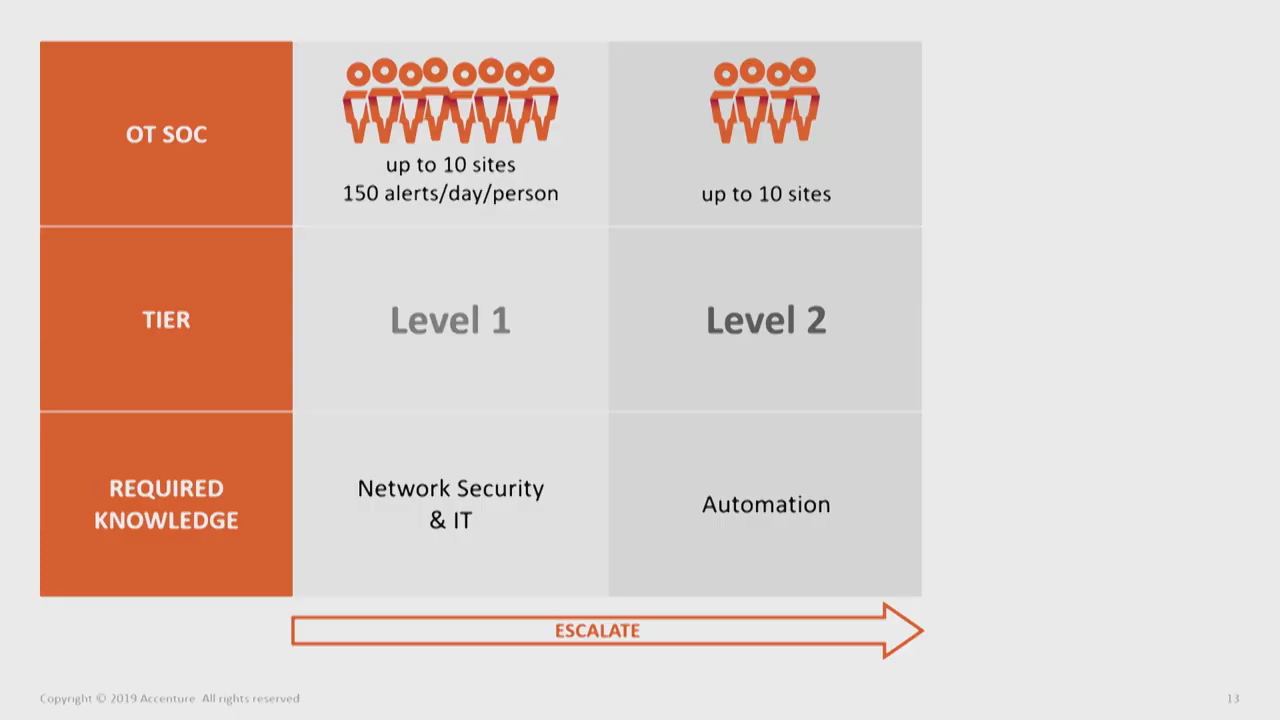 OT SOC
up to 10 sites
150 alerts/day/person
up to 10 sites
TIER
Level 1
Level 2
REQUIRED
KNOWLEDGE
Network Security
& IT
Automation
ESCALATE
Copyright © 2019 Accenture All rights reserved
13